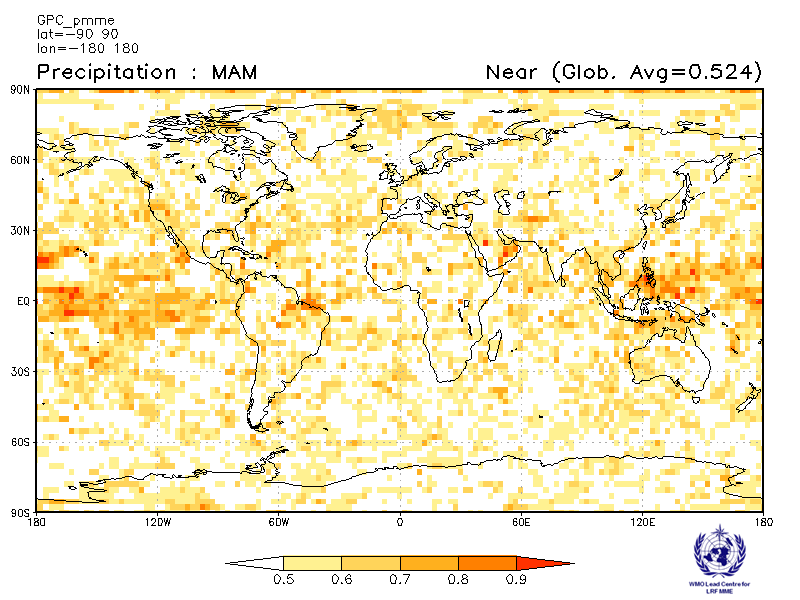 GPC_pmme
lat=-90 90
lon=-180 180
Precipitation : MAM Near (Glob. Avg=0.524)
90N
60N
30N
EQ
30S
60S
90S
180 120W 60W 0 60E 120E 180
0.5 0.6 0.7 0.8 0.9
WMO Lead Centre for
LRF MME